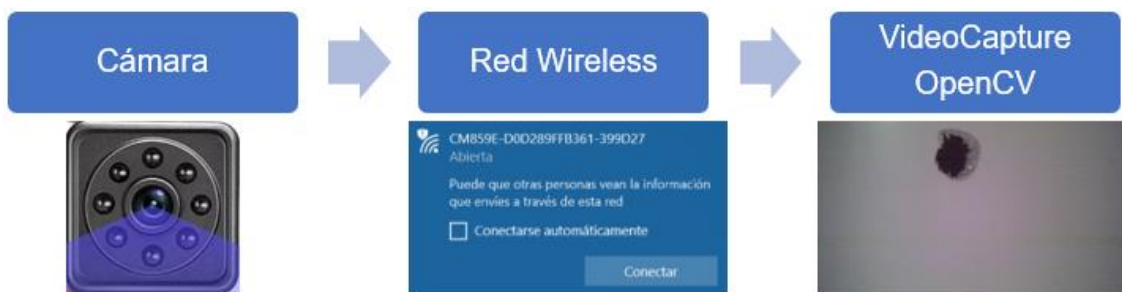 Cámara
Red Wireless
VideoCapture
OpenCV
CM859E-D0D289FFB361-399D27
Abierta
Puede que otras personas vean la información
que envíes a través de esta red
Conectarse automáticamente
Conectar